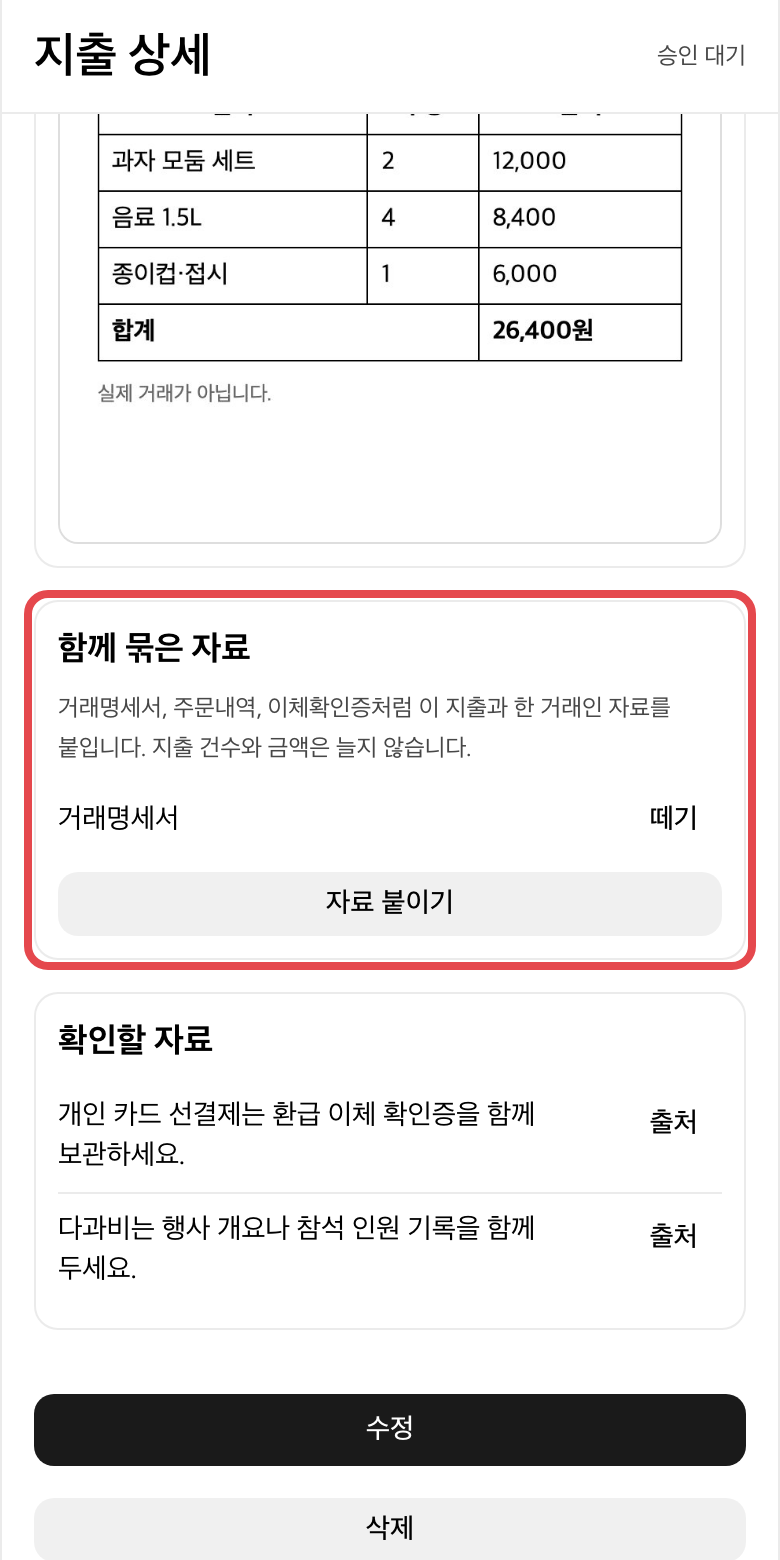 지출 상세
승인 대기
과자 모둠 세트 2 12,000
음료 1.5L 4 8,400
종이컵·접시 1 6,000
합계 26,400원
실제 거래가 아닙니다.
함께 묶은 자료
거래명세서, 주문내역, 이체확인증처럼 이 지출과 한 거래인 자료를
붙입니다. 지출 건수와 금액은 늘지 않습니다.
거래명세서 떼기
자료 붙이기
확인할 자료
개인 카드 선결제는 환급 이체 확인증을 함께
보관하세요.
출처
다과비는 행사 개요나 참석 인원 기록을 함께
두세요.
출처
수정
삭제